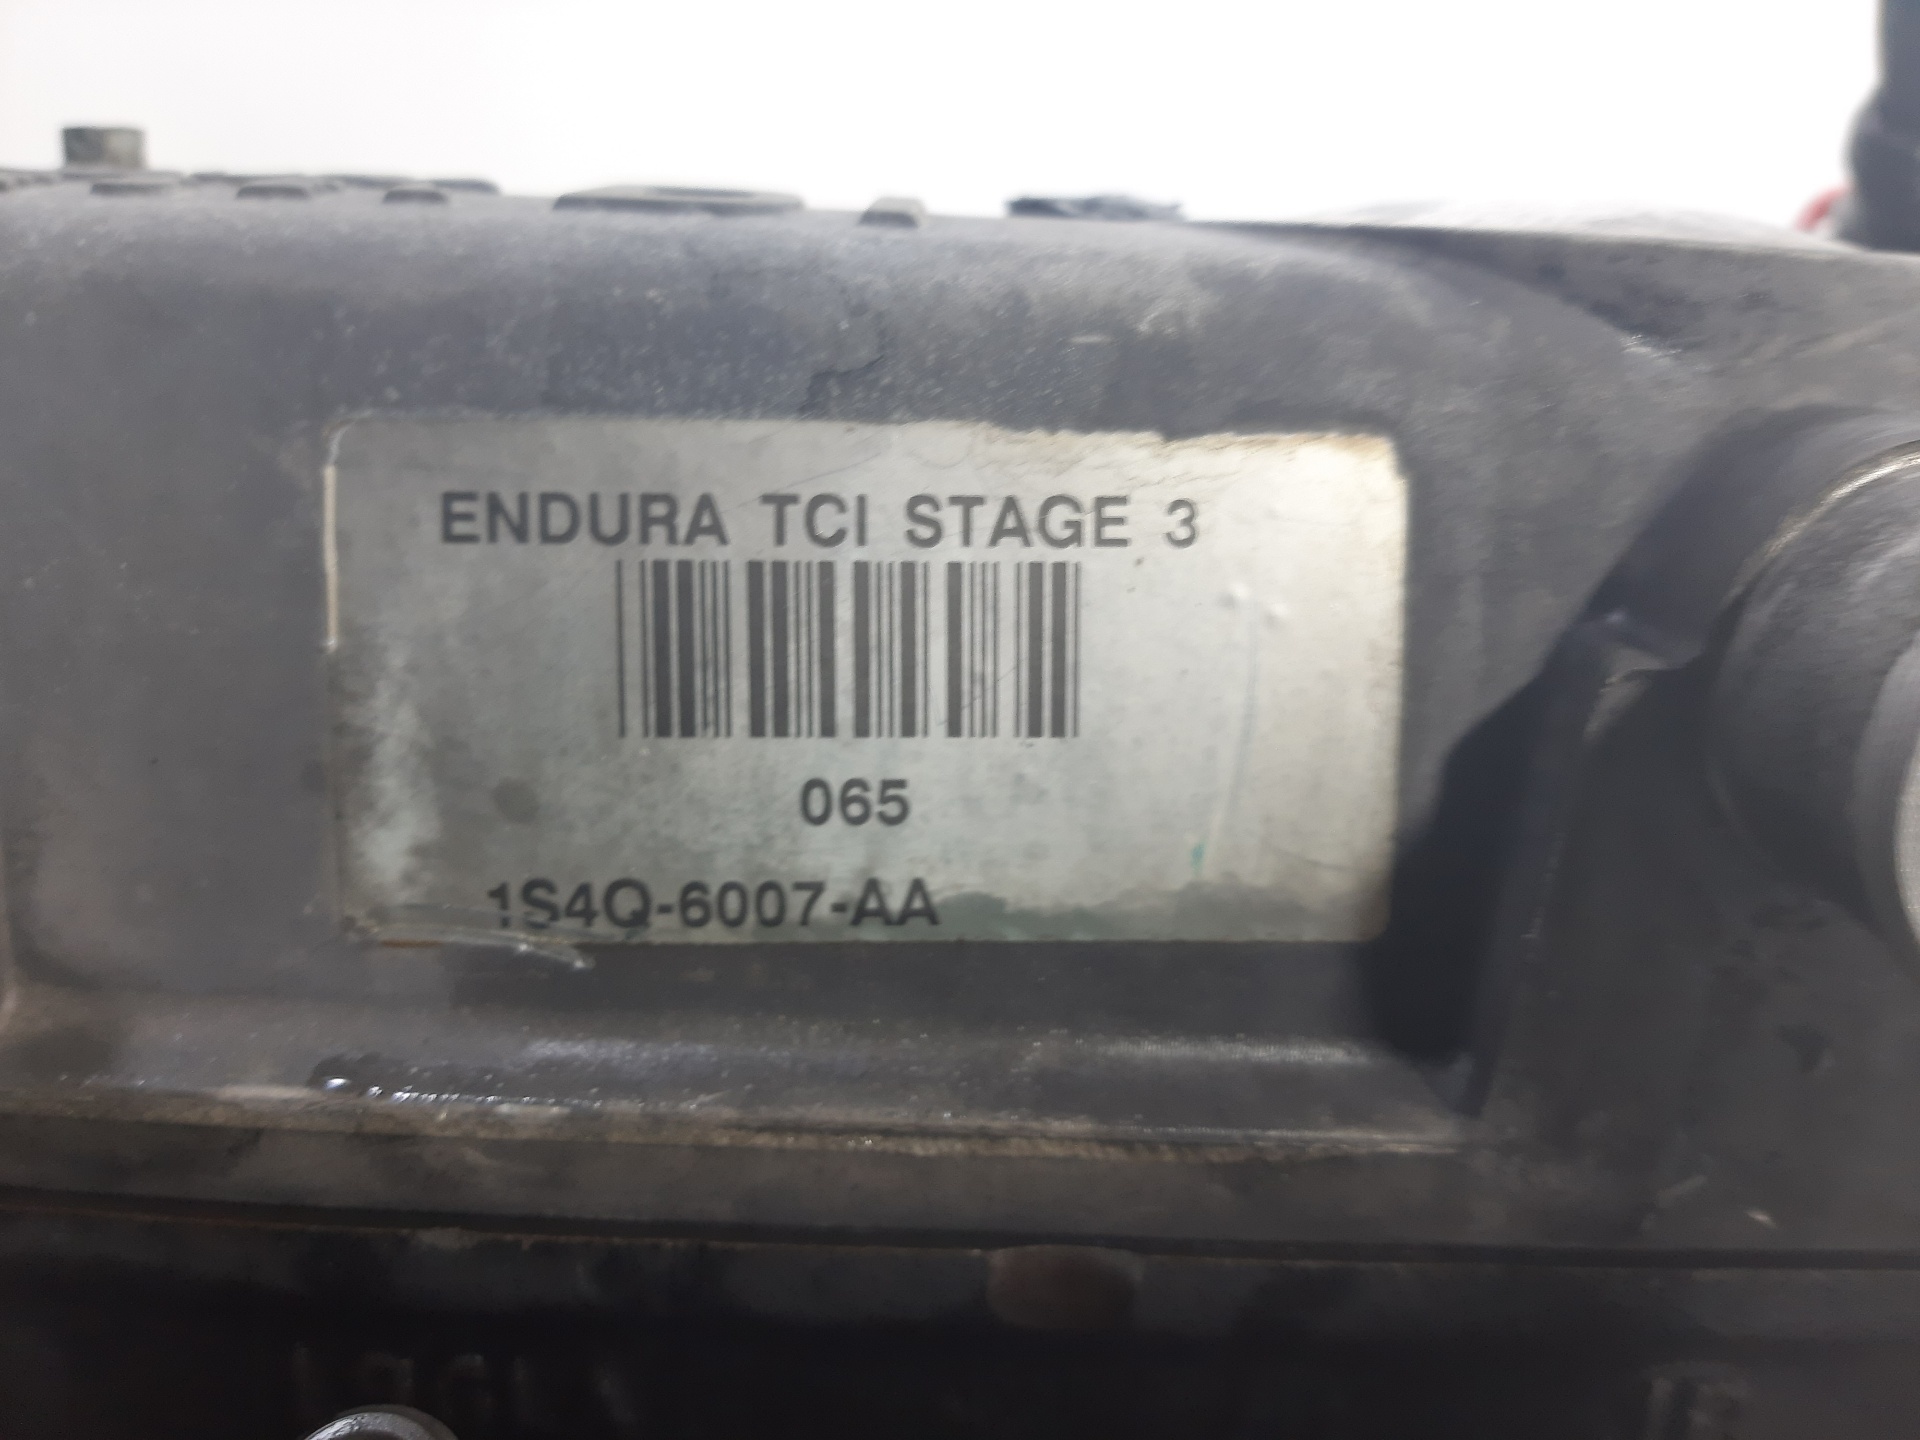 ENDURA TCI STAGE 3
065
1S4Q-6007-AA